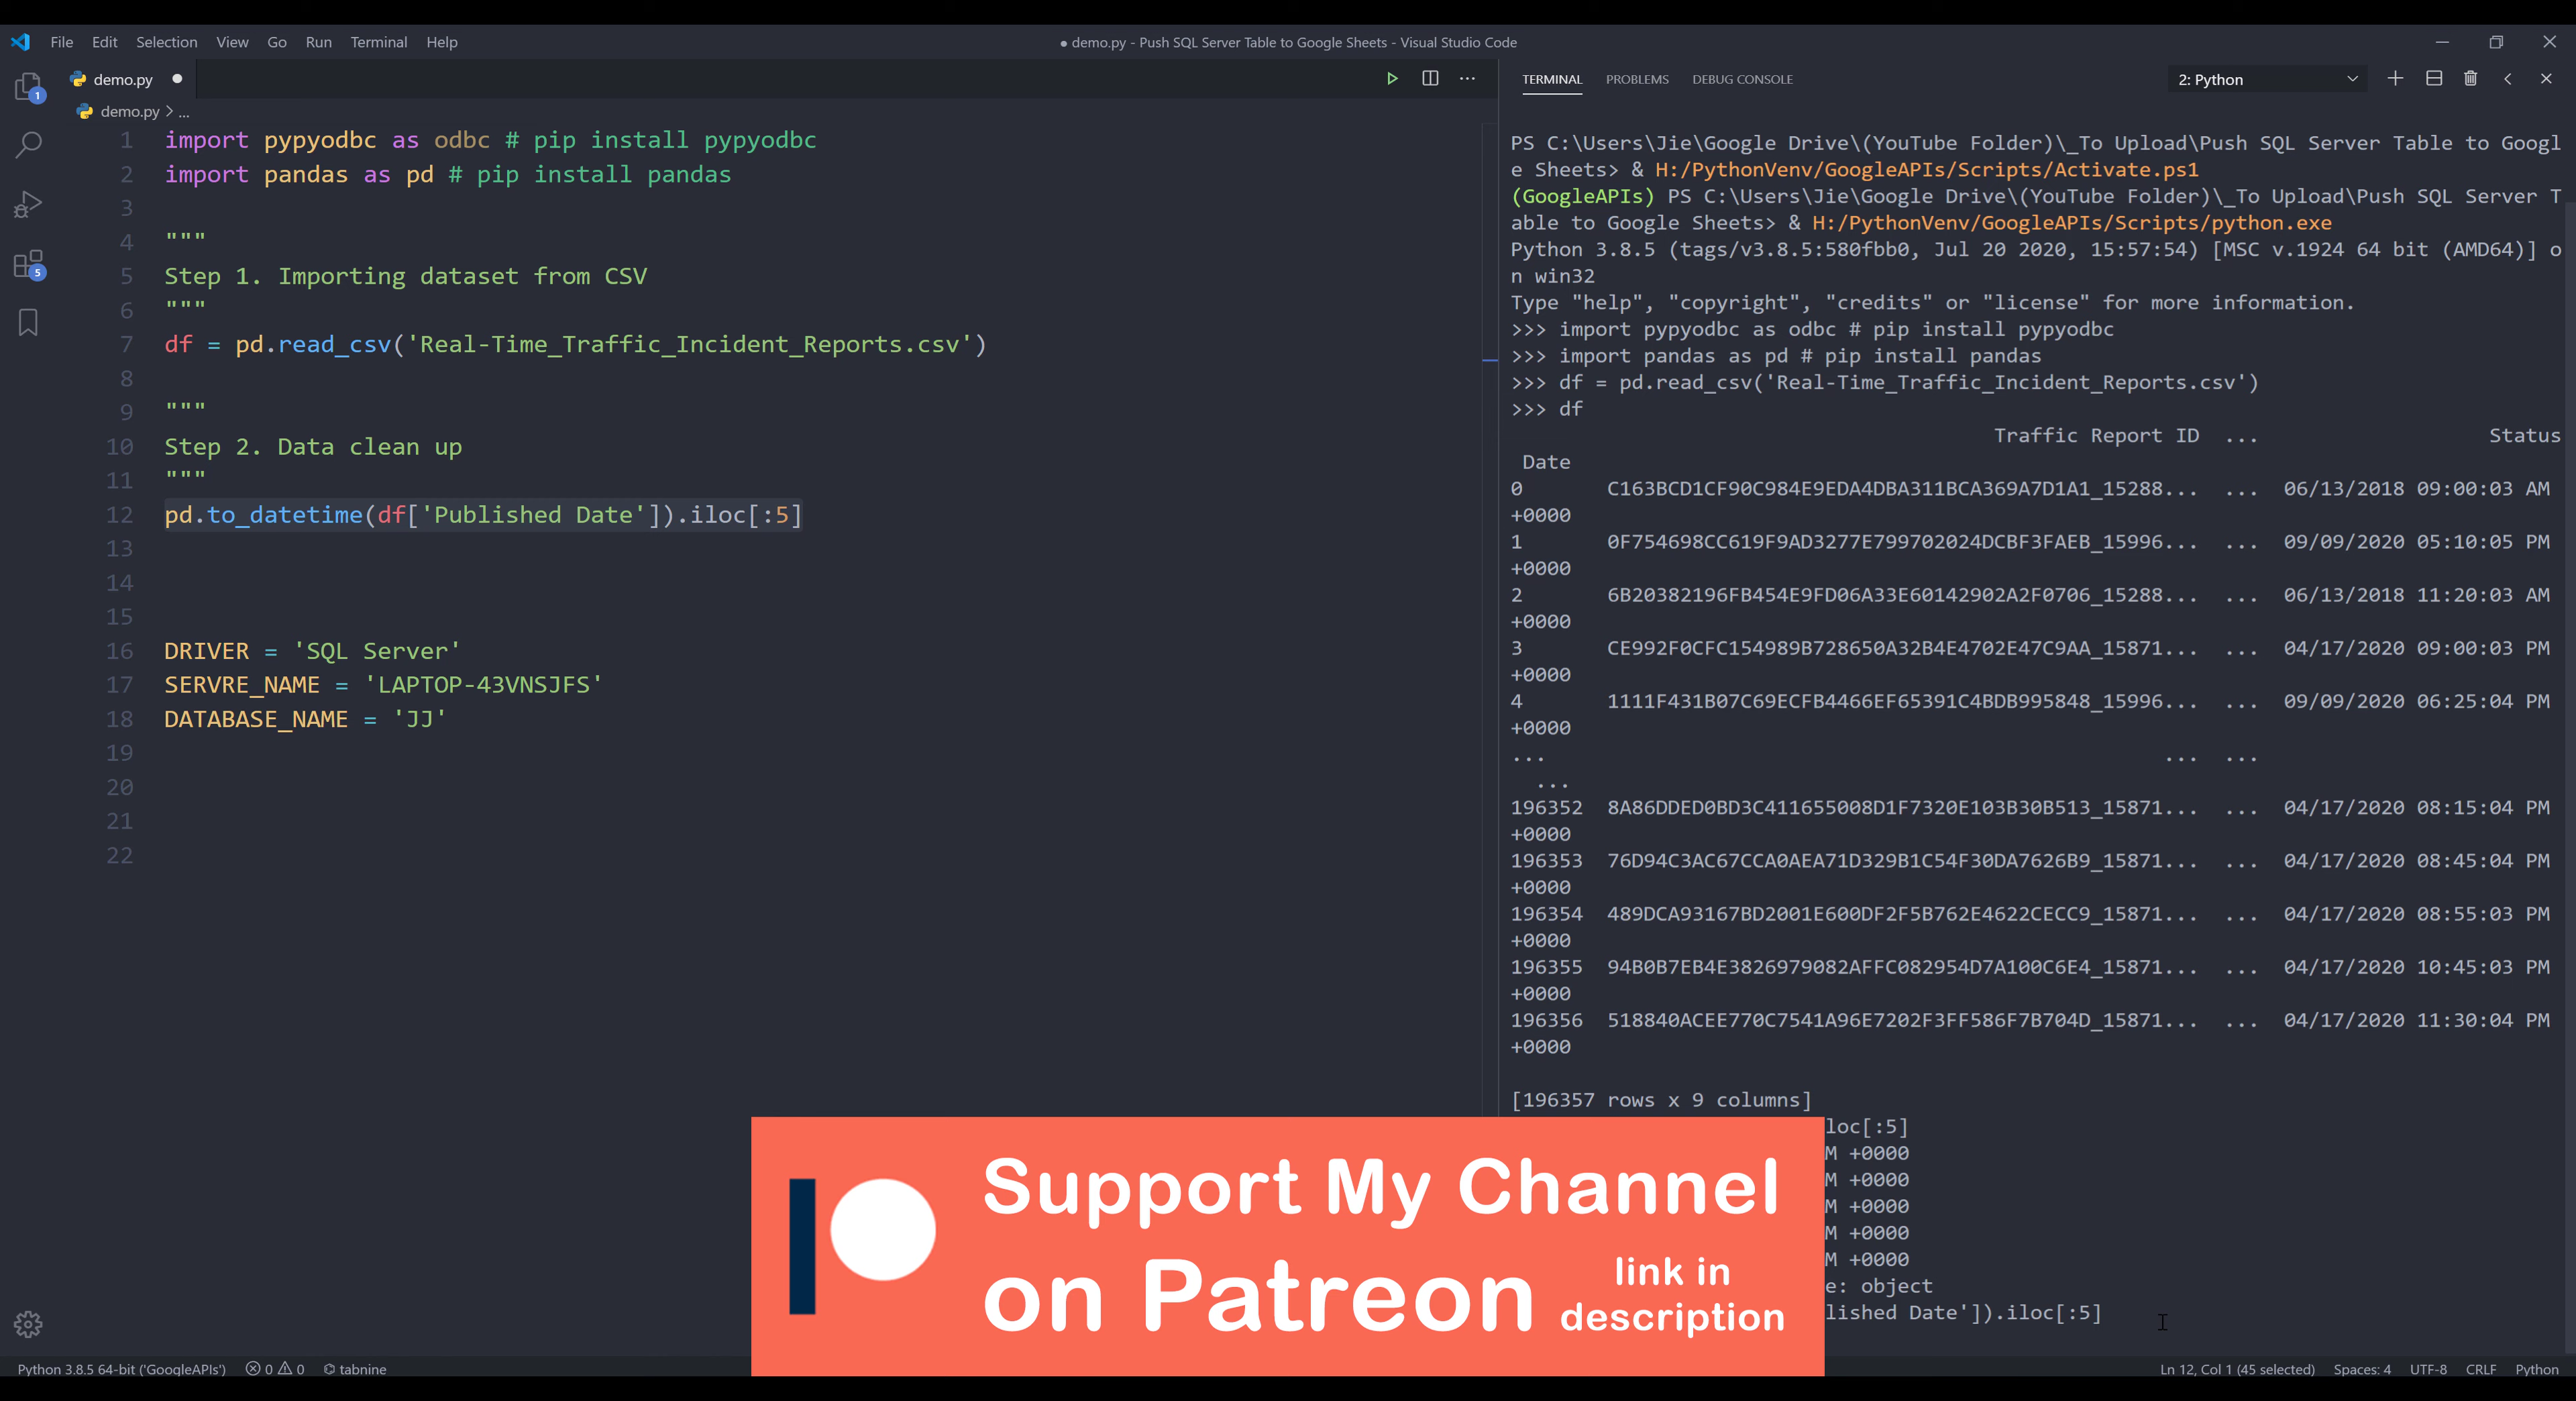 File Edit Selection View Go Run Terminal Help
● demo.py - Push SQL Server Table to Google Sheets - Visual Studio Code
demo.py
TERMINAL PROBLEMS DEBUG CONSOLE
2: Python
demo.py > ...
1 import pypyodbc as odbc # pip install pypyodbc
2 import pandas as pd # pip install pandas
3
4 """
5 Step 1. Importing dataset from CSV
6 """
7 df = pd.read_csv('Real-Time_Traffic_Incident_Reports.csv')
8
9 """
10 Step 2. Data clean up
11 """
12 pd.to_datetime(df['Published Date']).iloc[:5]
13
14
15
16 DRIVER = 'SQL Server'
17 SERVRE_NAME = 'LAPTOP-43VNSJFS'
18 DATABASE_NAME = 'JJ'
19
20
21
22
1
5
PS C:\Users\Jie\Google Drive\(YouTube Folder)\_To Upload\Push SQL Server Table to Googl
e Sheets> & H:/PythonVenv/GoogleAPIs/Scripts/Activate.ps1
(GoogleAPIs) PS C:\Users\Jie\Google Drive\(YouTube Folder)\_To Upload\Push SQL Server T
able to Google Sheets> & H:/PythonVenv/GoogleAPIs/Scripts/python.exe
Python 3.8.5 (tags/v3.8.5:580fbb0, Jul 20 2020, 15:57:54) [MSC v.1924 64 bit (AMD64)] o
n win32
Type "help", "copyright", "credits" or "license" for more information.
>>> import pypyodbc as odbc # pip install pypyodbc
>>> import pandas as pd # pip install pandas
>>> df = pd.read_csv('Real-Time_Traffic_Incident_Reports.csv')
>>> df
Traffic Report ID ... Status
Date
0 C163BCD1CF90C984E9EDA4DBA311BCA369A7D1A1_15288... ... 06/13/2018 09:00:03 AM
+0000
1 0F754698CC619F9AD3277E799702024DCBF3FAEB_15996... ... 09/09/2020 05:10:05 PM
+0000
2 6B20382196FB454E9FD06A33E60142902A2F0706_15288... ... 06/13/2018 11:20:03 AM
+0000
3 CE992F0CFC154989B728650A32B4E4702E47C9AA_15871... ... 04/17/2020 09:00:03 PM
+0000
4 1111F431B07C69ECFB4466EF65391C4BDB995848_15996... ... 09/09/2020 06:25:04 PM
+0000
... ... ...
...
196352 8A86DDED0BD3C411655008D1F7320E103B30B513_15871... ... 04/17/2020 08:15:04 PM
+0000
196353 76D94C3AC67CCA0AEA71D329B1C54F30DA7626B9_15871... ... 04/17/2020 08:45:04 PM
+0000
196354 489DCA93167BD2001E600DF2F5B762E4622CECC9_15871... ... 04/17/2020 08:55:03 PM
+0000
196355 94B0B7EB4E3826979082AFFC082954D7A100C6E4_15871... ... 04/17/2020 10:45:03 PM
+0000
196356 518840ACEE770C7541A96E7202F3FF586F7B704D_15871... ... 04/17/2020 11:30:04 PM
+0000
[196357 rows x 9 columns]
loc[:5]
M +0000
M +0000
M +0000
M +0000
M +0000
e: object
lished Date']).iloc[:5]
Support My Channel
on Patreon
link in
description
Python 3.8.5 64-bit ('GoogleAPIs') 0 0 tabnine
Ln 12, Col 1 (45 selected) Spaces: 4 UTF-8 CRLF Python